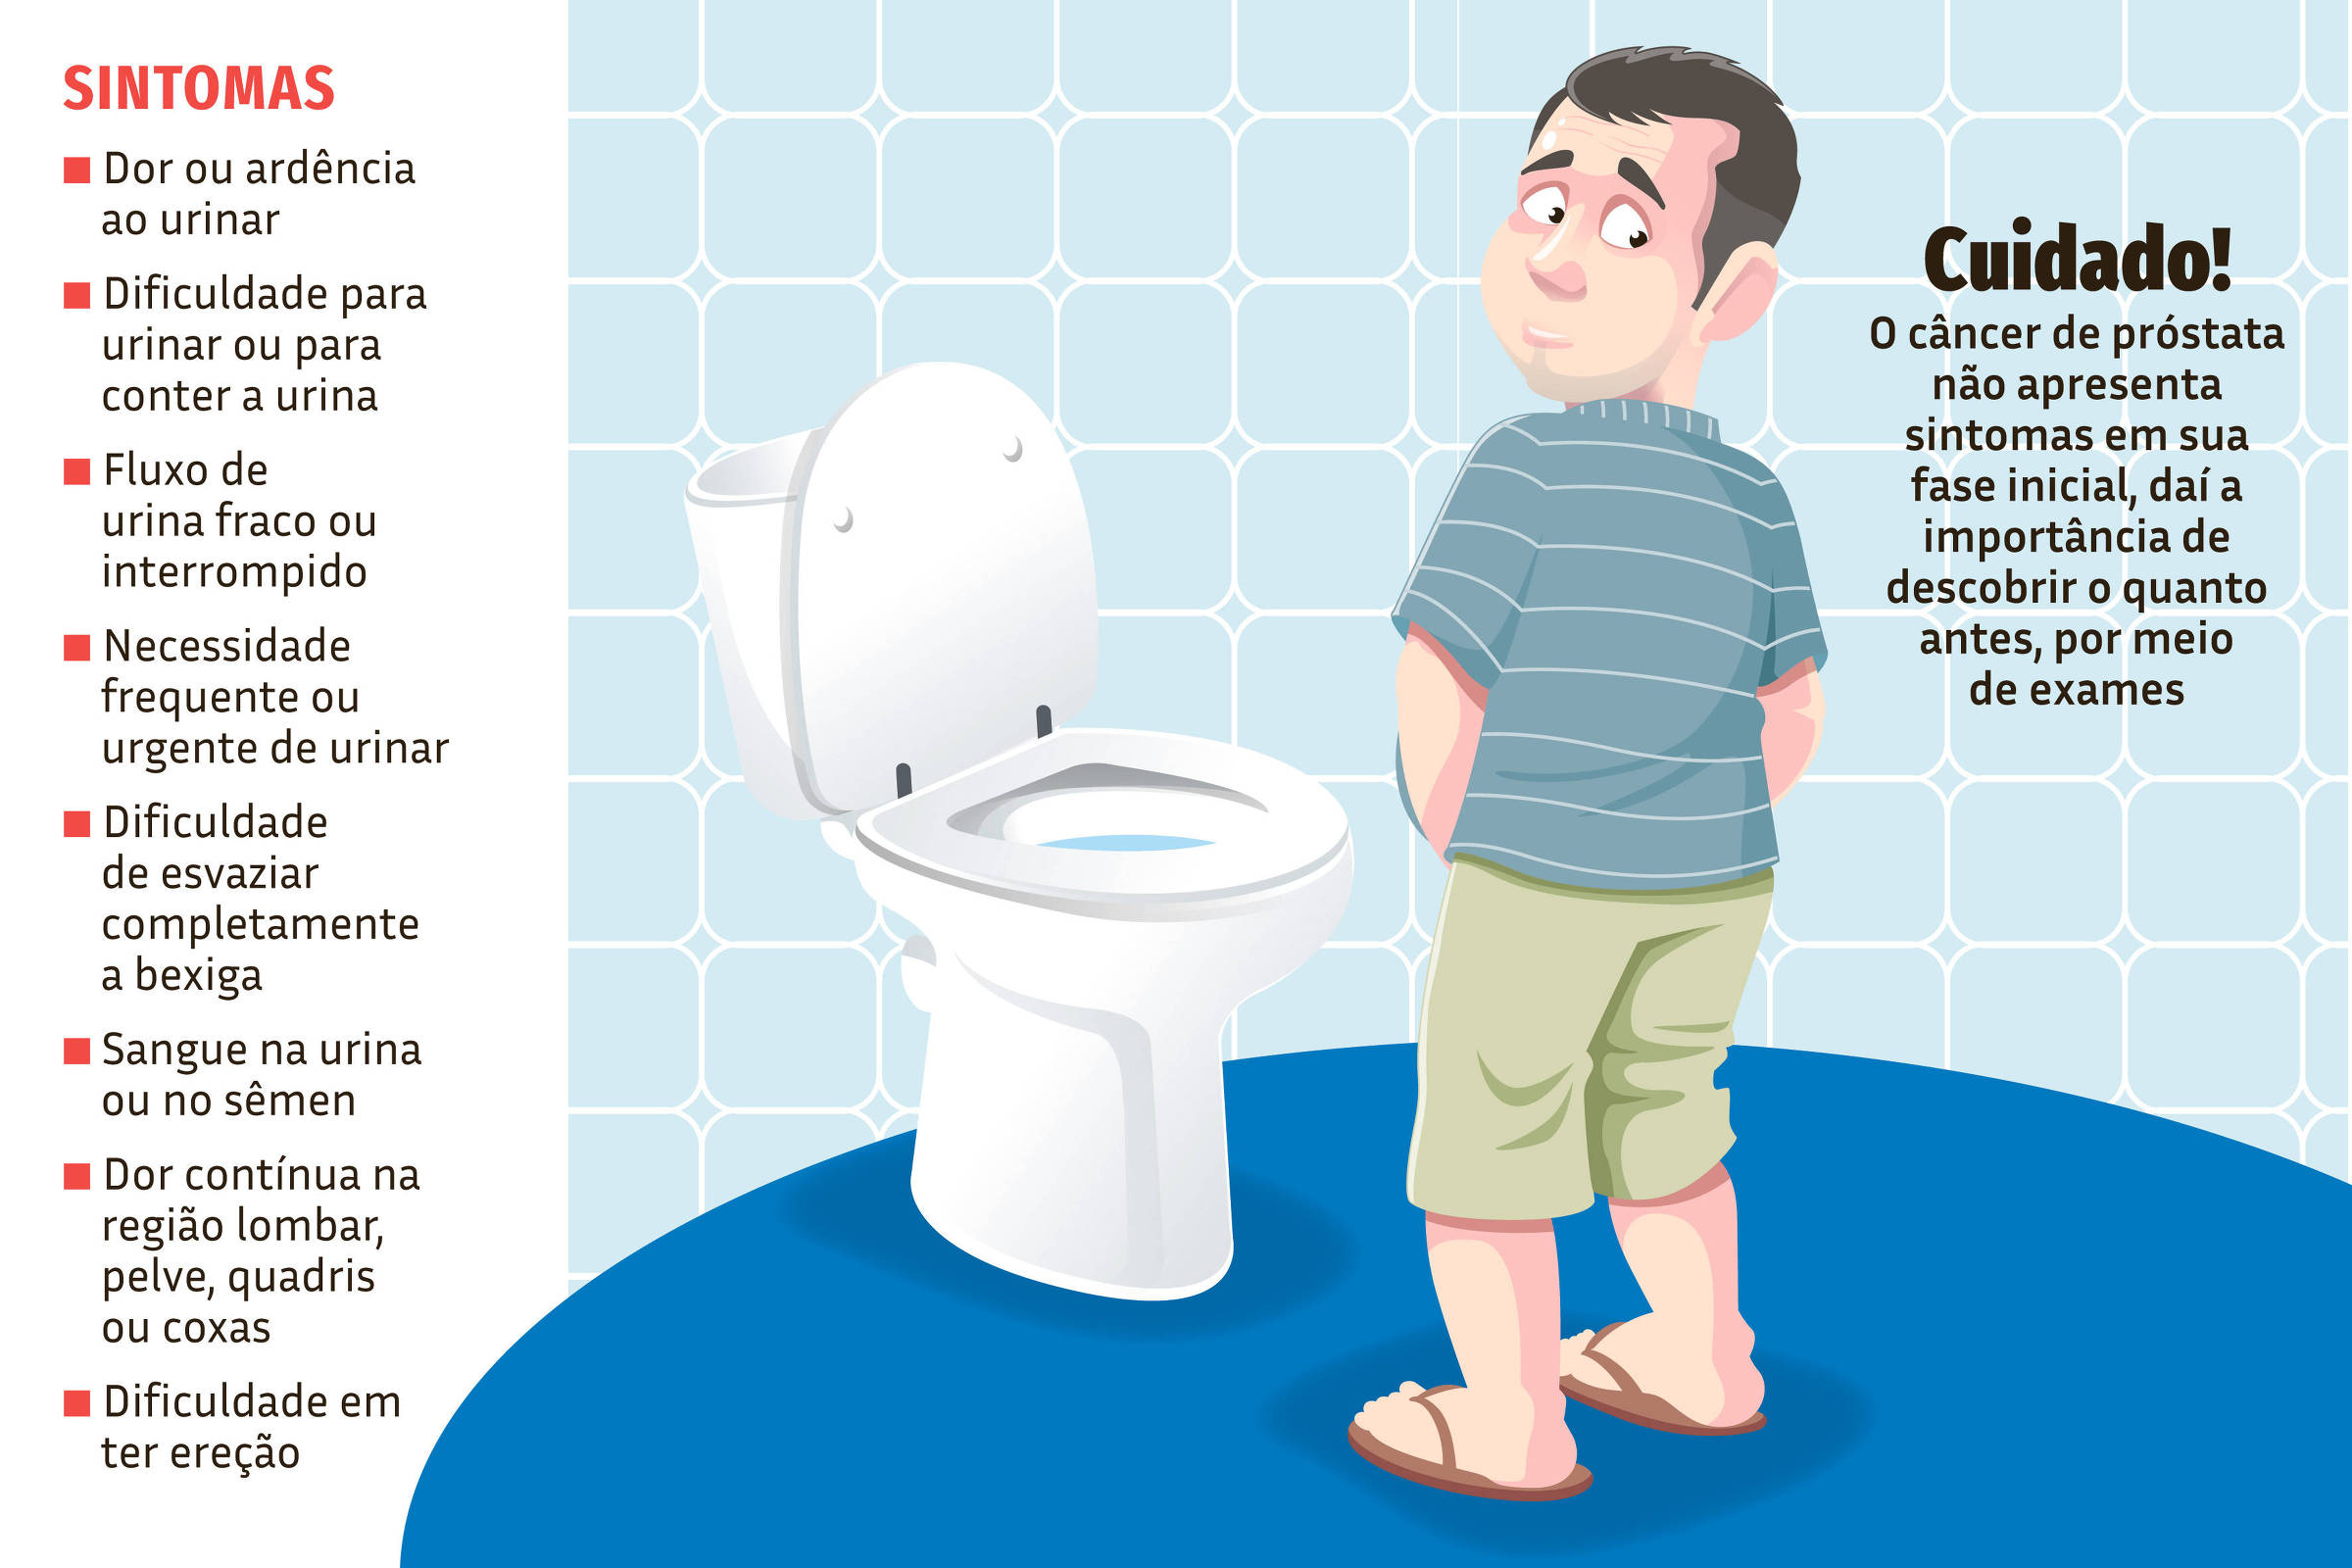 SINTOMAS
Dor ou ardência
ao urinar
Dificuldade para
urinar ou para
conter a urina
Fluxo de
urina fraco ou
interrompido
Necessidade
frequente ou
urgente de urinar
Dificuldade
de esvaziar
completamente
a bexiga
Sangue na urina
ou no sêmen
Dor contínua na
região lombar,
pelve, quadris
ou coxas
Dificuldade em
ter ereção
Cuidado!
O câncer de próstata
não apresenta
sintomas em sua
fase inicial, daí a
importância de
descobrir o quanto
antes, por meio
de exames